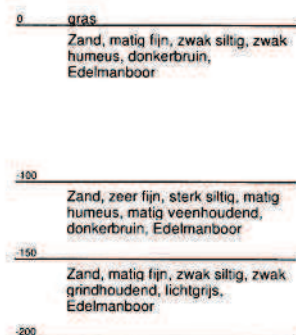 0 gras
Zand, matig fijn, zwak siltig, zwak
humeus, donkerbruin,
Edelmanboor
-100
Zand, zeer fijn, sterk siltig, matig
humeus, matig veenhoudend,
donkerbruin, Edelmanboor
-150
Zand, matig fijn, zwak siltig, zwak
grindhoudend, lichtgrijs,
Edelmanboor
-200